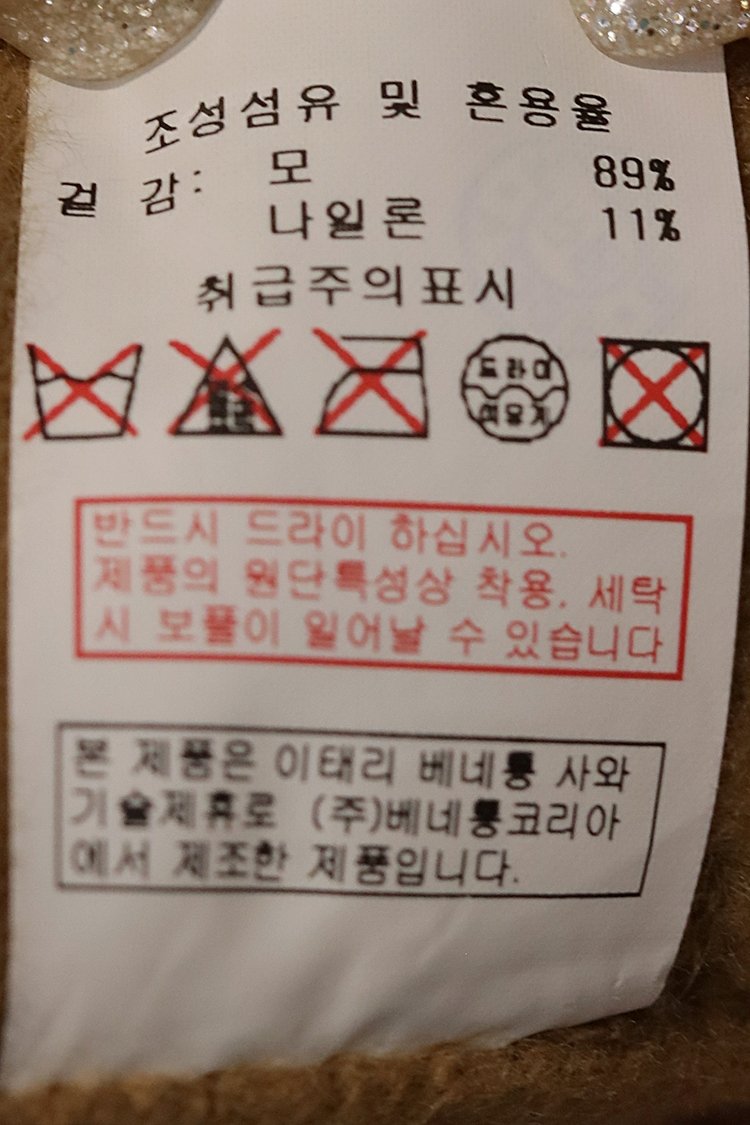 조성섬유 및 혼용율
겉 감: 모 89%
나일론 11%
취급주의표시
드라이
반드시 드라이 하십시오.
제품의 원단특성상 착용. 세탁
시 보풀이 일어날 수 있습니다
본 제품은 이태리 베네통 사와
기술제휴로 (주)베네통코리아
에서 제조한 제품입니다.